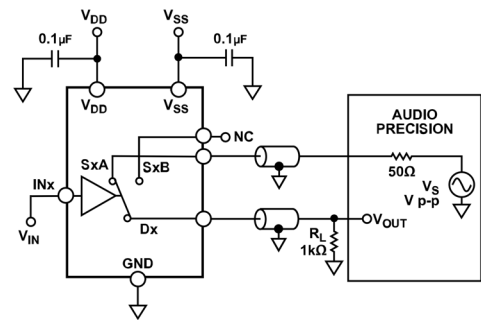 VDD
VSS
0.1µF
0.1µF
VDD
VSS
NC
AUDIO
PRECISION
SxA
SxB
50Ω
VS
V p-p
INx
VIN
Dx
VOUT
RL
1kΩ
GND